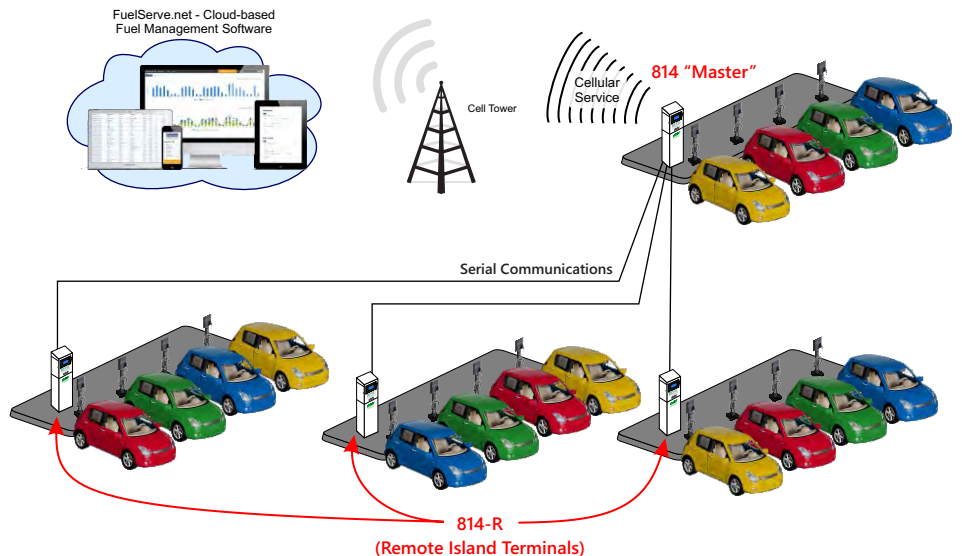 FuelServe.net - Cloud-based
Fuel Management Software
Cell Tower
Cellular
Service
814 “Master”
Serial Communications
814-R
(Remote Island Terminals)